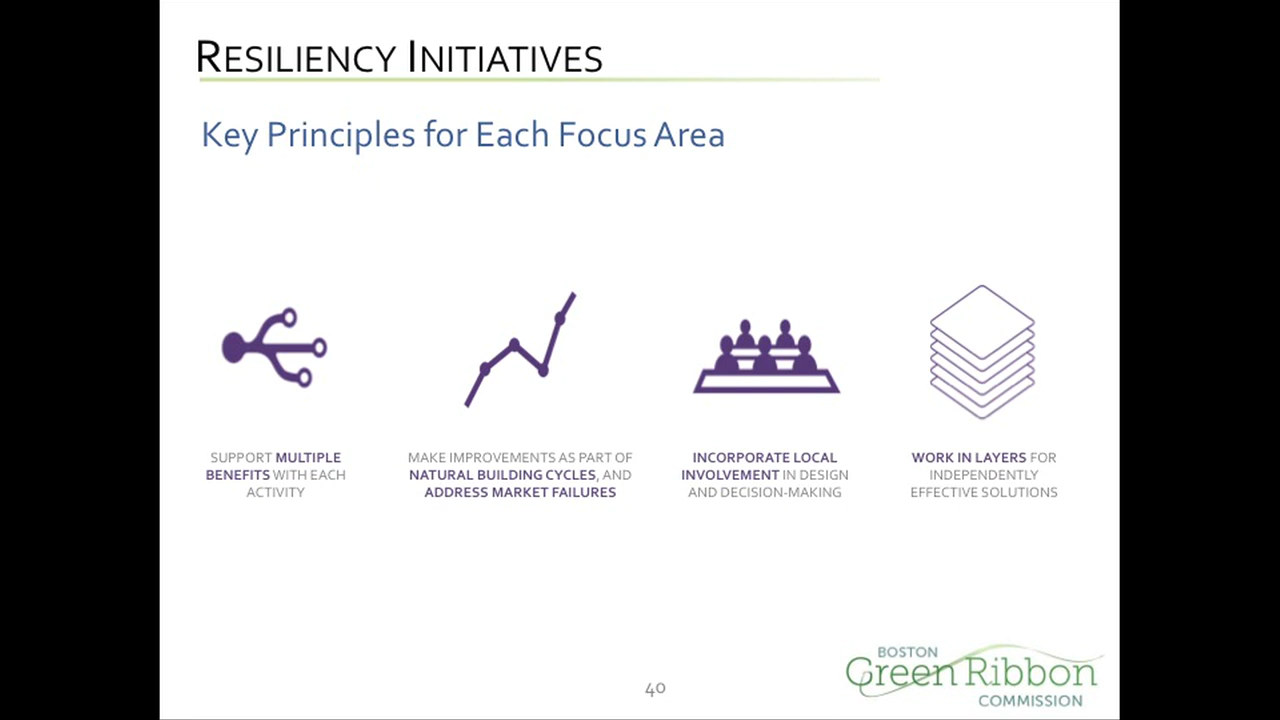 RESILIENCY INITIATIVES
Key Principles for Each Focus Area
SUPPORT MULTIPLE
BENEFITS WITH EACH
ACTIVITY
MAKE IMPROVEMENTS AS PART OF
NATURAL BUILDING CYCLES, AND
ADDRESS MARKET FAILURES
INCORPORATE LOCAL
INVOLVEMENT IN DESIGN
AND DECISION-MAKING
WORK IN LAYERS FOR
INDEPENDENTLY
EFFECTIVE SOLUTIONS
40
BOSTON
Green Ribbon
COMMISSION